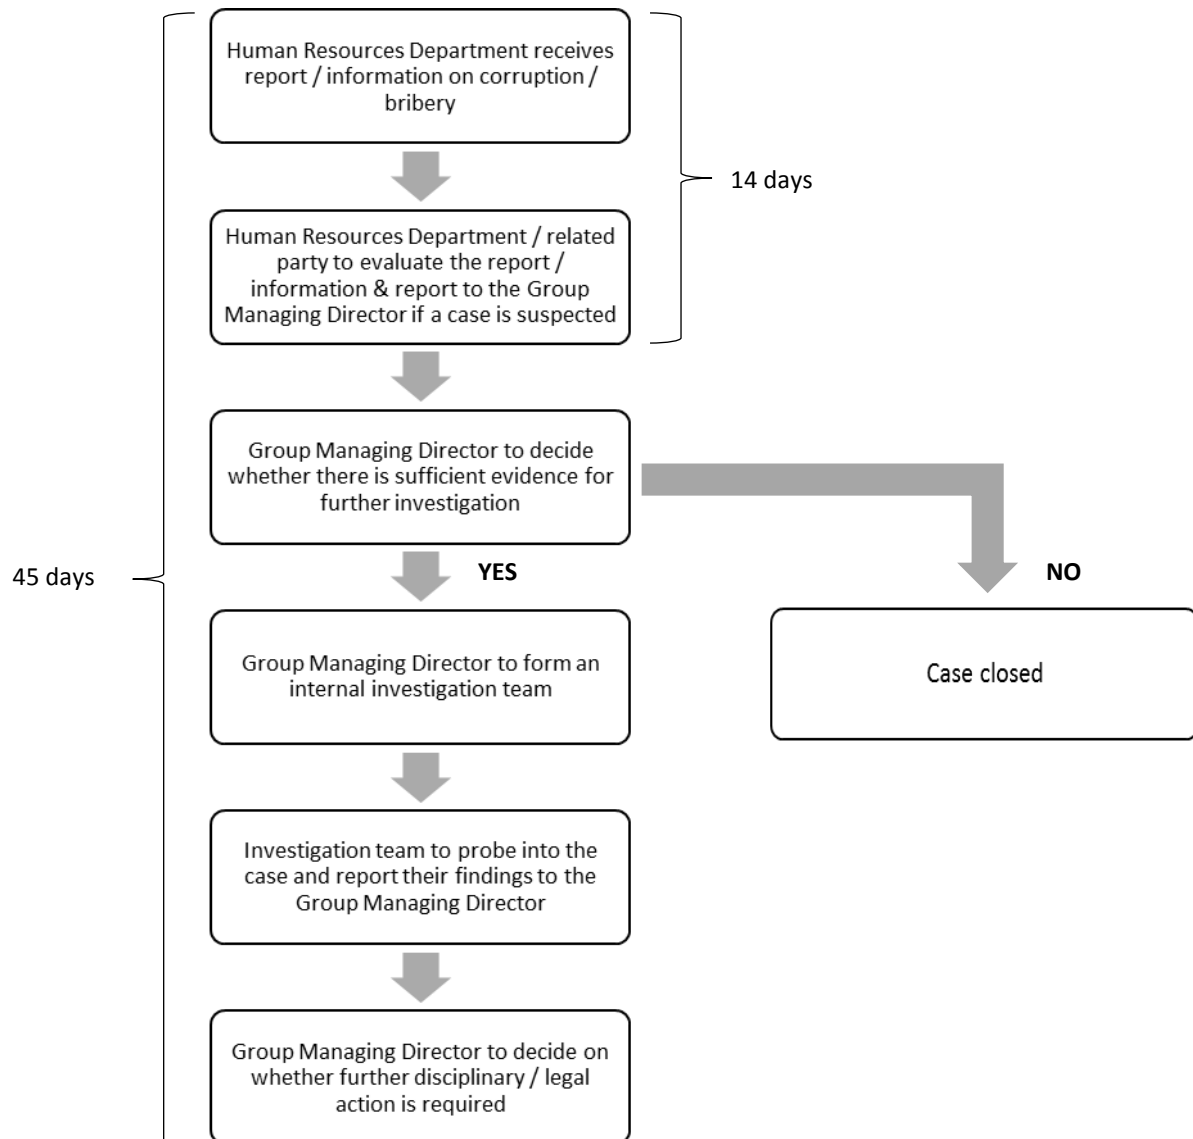 Human Resources Department receives
report / information on corruption /
bribery
14 days
Human Resources Department / related
party to evaluate the report /
information & report to the Group
Managing Director if a case is suspected
Group Managing Director to decide
whether there is sufficient evidence for
further investigation
45 days
YES
NO
Group Managing Director to form an
internal investigation team
Case closed
Investigation team to probe into the
case and report their findings to the
Group Managing Director
Group Managing Director to decide on
whether further disciplinary / legal
action is required